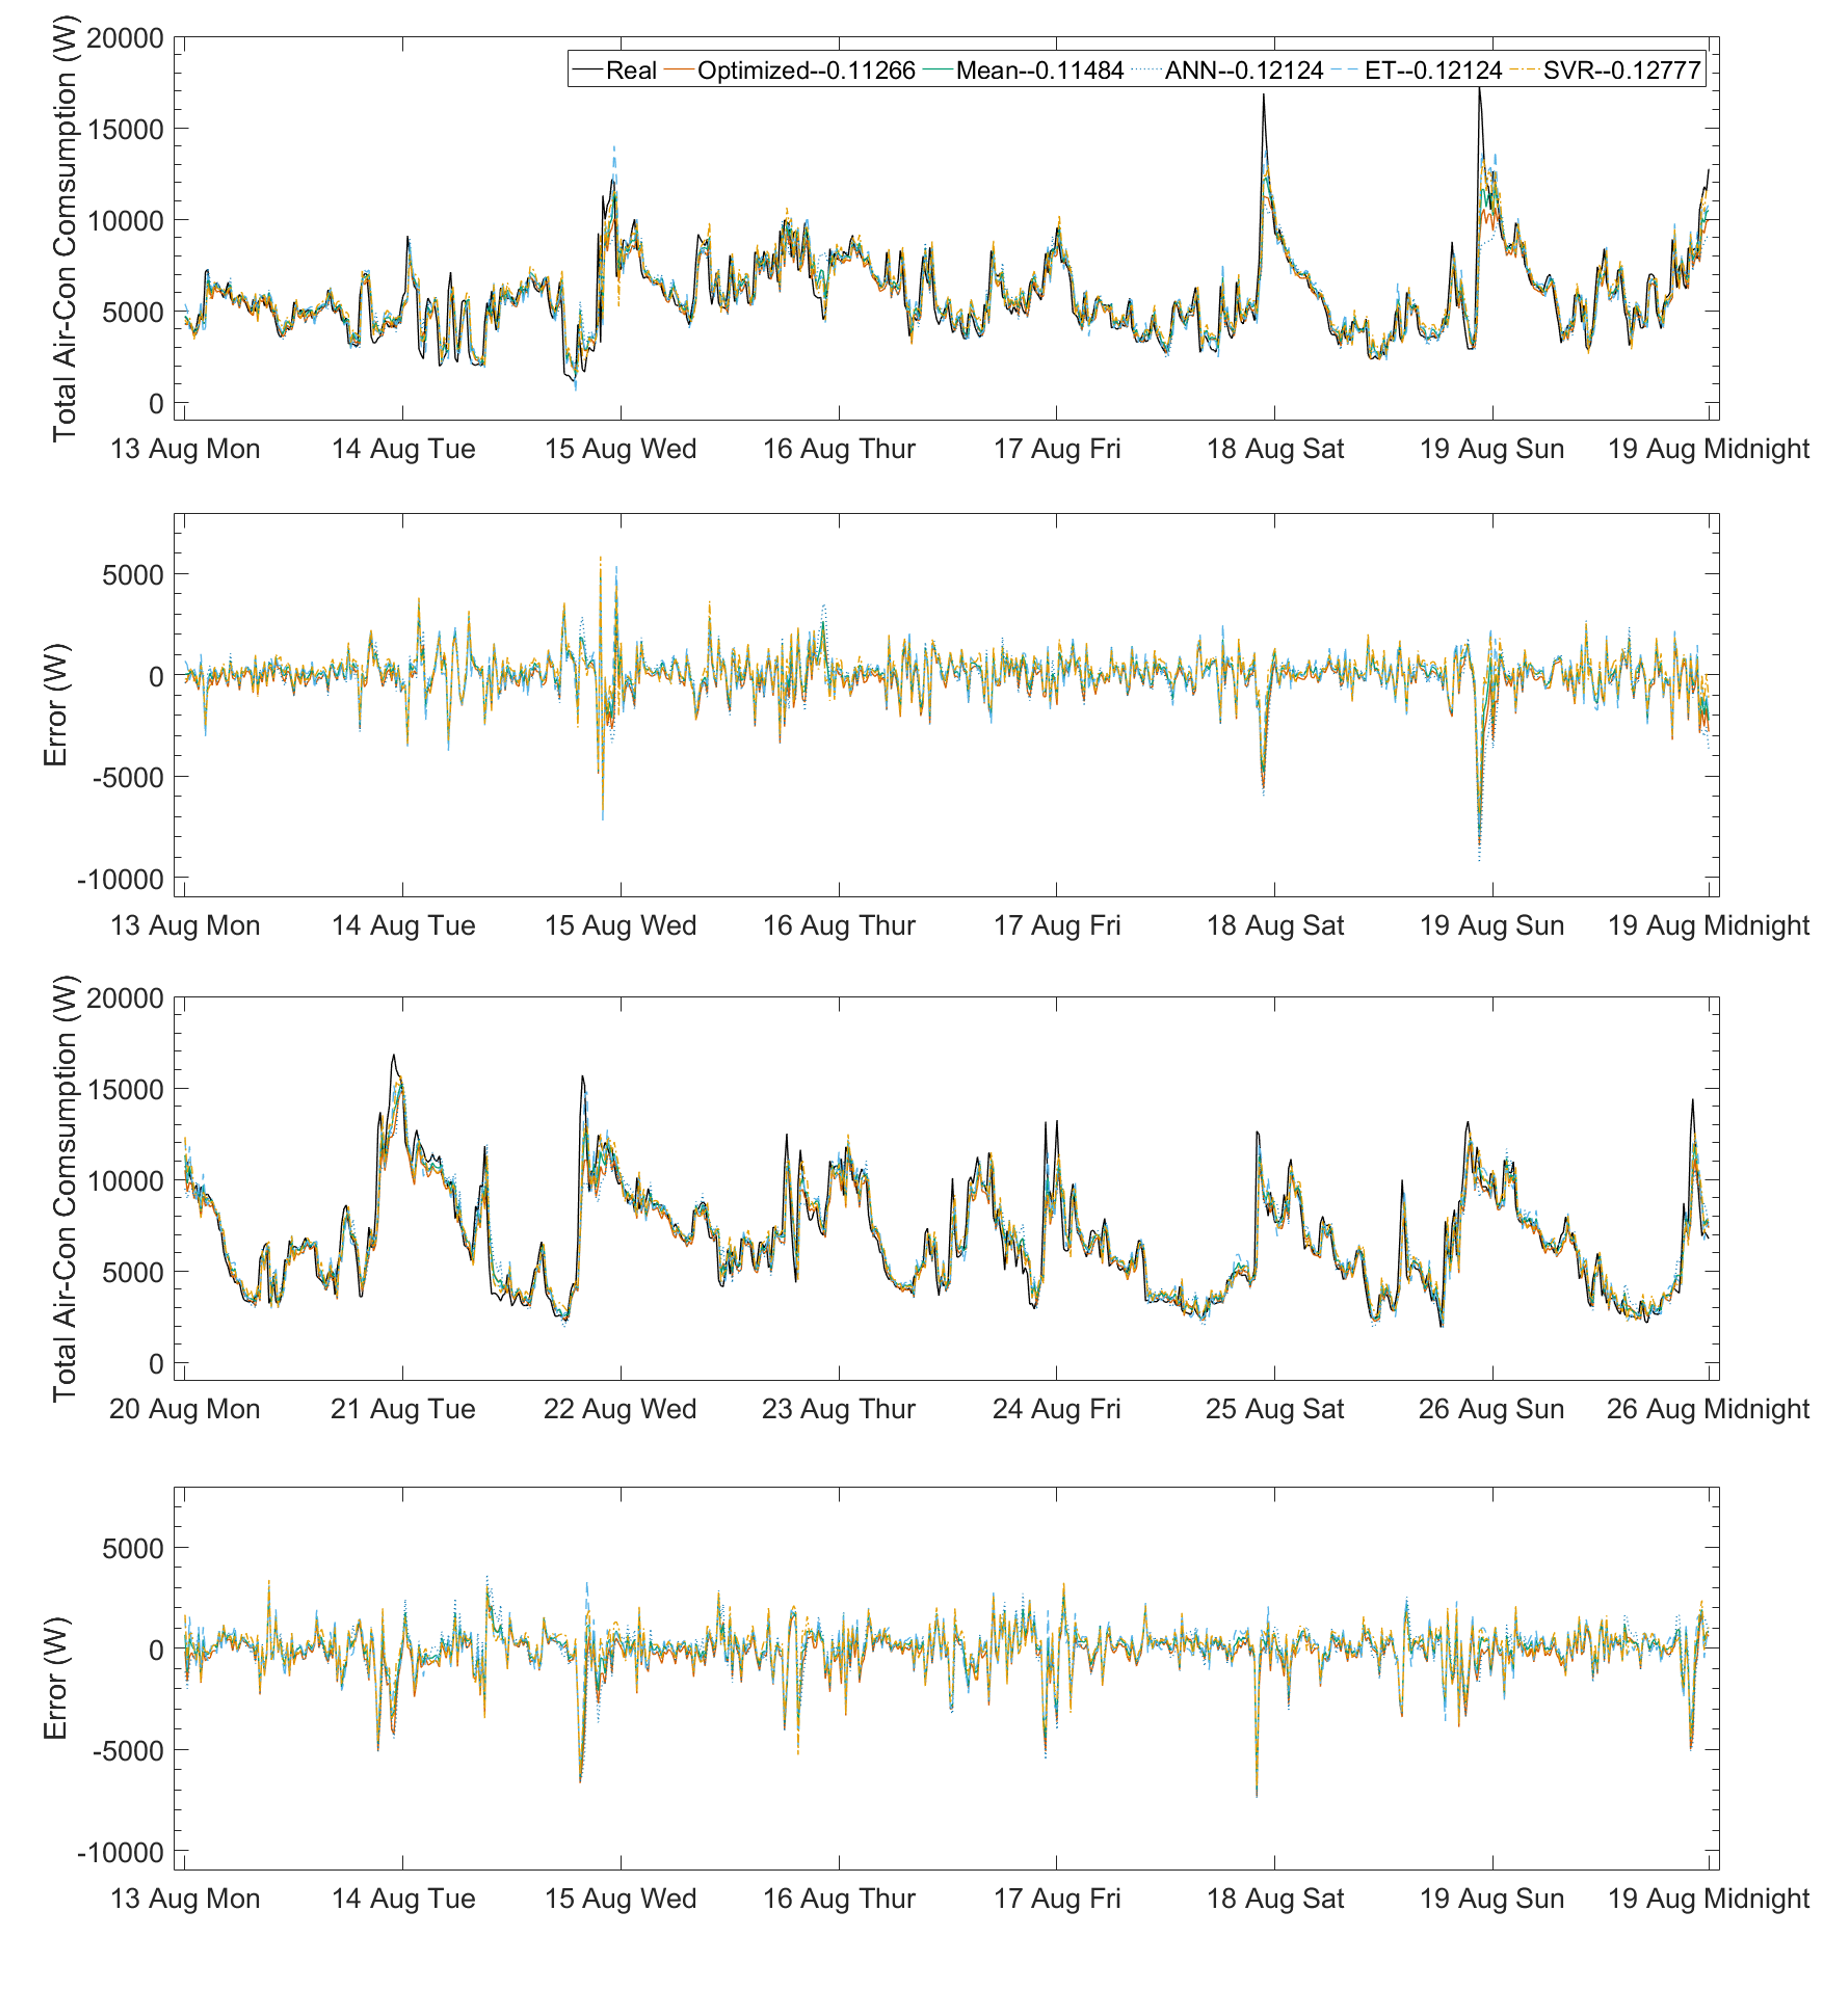 Total Air-Con Comsumption (W)
20000
15000
10000
5000
0
Real Optimized--0.11266 Mean--0.11484 ANN--0.12124 ET--0.12124 SVR--0.12777
13 Aug Mon 14 Aug Tue 15 Aug Wed 16 Aug Thur 17 Aug Fri 18 Aug Sat 19 Aug Sun 19 Aug Midnight
Error (W)
5000
0
-5000
-10000
13 Aug Mon 14 Aug Tue 15 Aug Wed 16 Aug Thur 17 Aug Fri 18 Aug Sat 19 Aug Sun 19 Aug Midnight
Total Air-Con Comsumption (W)
20000
15000
10000
5000
0
20 Aug Mon 21 Aug Tue 22 Aug Wed 23 Aug Thur 24 Aug Fri 25 Aug Sat 26 Aug Sun 26 Aug Midnight
Error (W)
5000
0
-5000
-10000
13 Aug Mon 14 Aug Tue 15 Aug Wed 16 Aug Thur 17 Aug Fri 18 Aug Sat 19 Aug Sun 19 Aug Midnight